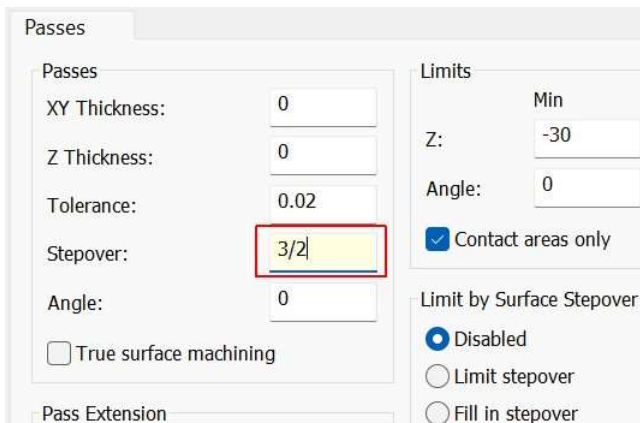 Passes
Passes
XY Thickness: 0
Z Thickness: 0
Tolerance: 0.02
Stepover: 3/2
Angle: 0
True surface machining
Pass Extension
Limits
Min
Z: -30
Angle: 0
Contact areas only
Limit by Surface Stepover
Disabled
Limit stepover
Fill in stepover